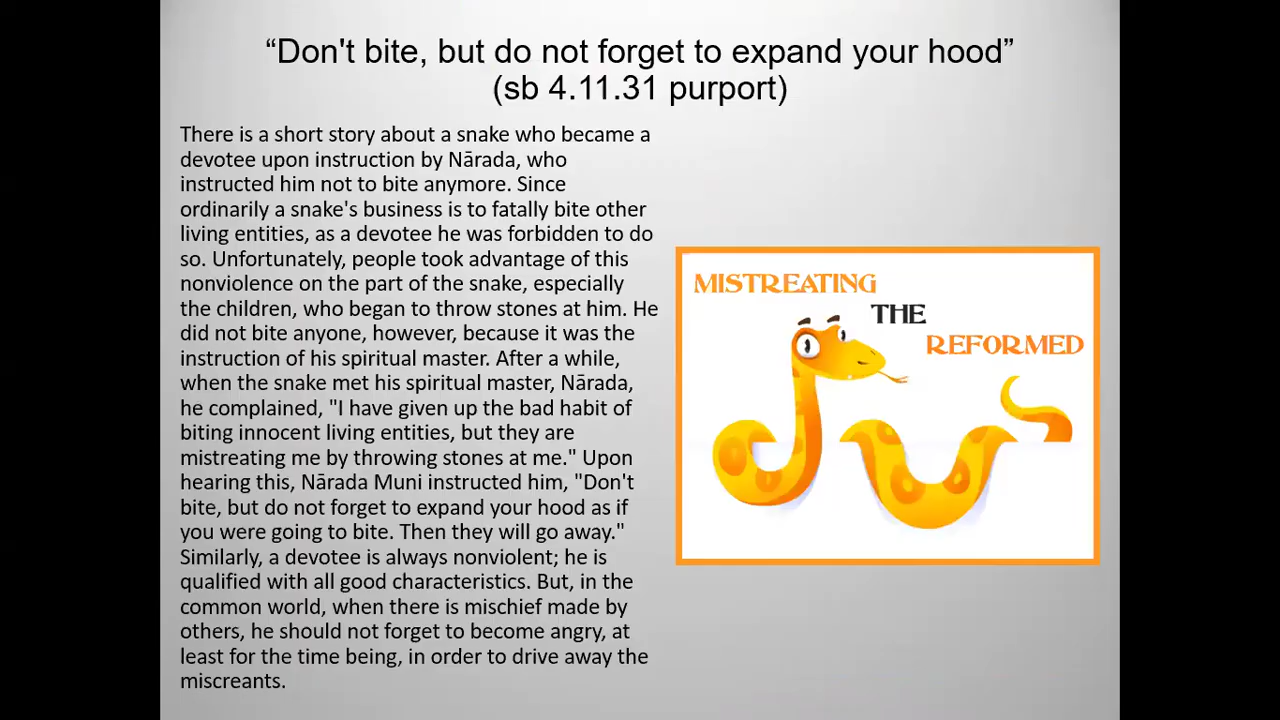 “Don't bite, but do not forget to expand your hood”
(sb 4.11.31 purport)
There is a short story about a snake who became a
devotee upon instruction by Nārada, who
instructed him not to bite anymore. Since
ordinarily a snake's business is to fatally bite other
living entities, as a devotee he was forbidden to do
so. Unfortunately, people took advantage of this
nonviolence on the part of the snake, especially
the children, who began to throw stones at him. He
did not bite anyone, however, because it was the
instruction of his spiritual master. After a while,
when the snake met his spiritual master, Nārada,
he complained, "I have given up the bad habit of
biting innocent living entities, but they are
mistreating me by throwing stones at me." Upon
hearing this, Nārada Muni instructed him, "Don't
bite, but do not forget to expand your hood as if
you were going to bite. Then they will go away."
Similarly, a devotee is always nonviolent; he is
qualified with all good characteristics. But, in the
common world, when there is mischief made by
others, he should not forget to become angry, at
least for the time being, in order to drive away the
miscreants.
MISTREATING
THE
REFORMED